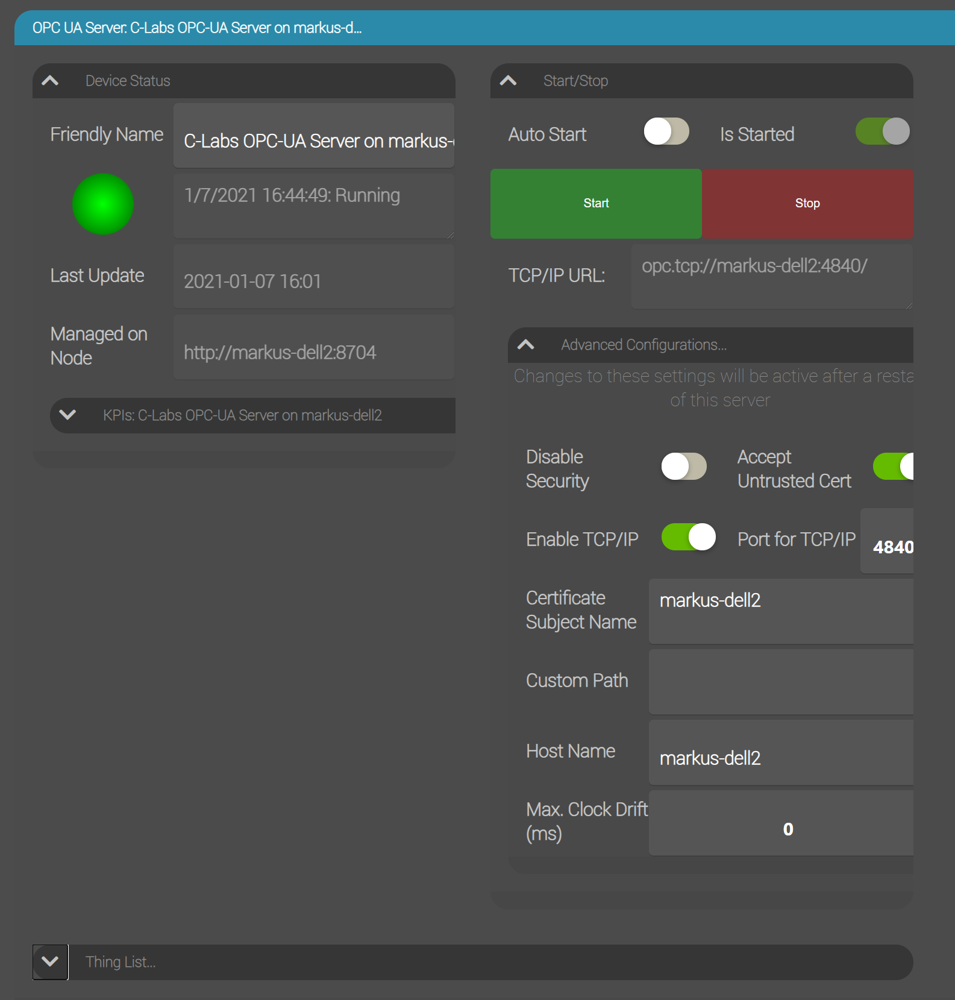 OPC UA Server: C-Labs OPC-UA Server on markus-d...
Device Status
Friendly Name
C-Labs OPC-UA Server on markus-
1/7/2021 16:44:49: Running
Last Update
2021-01-07 16:01
Managed on
Node
http://markus-dell2:8704
KPIs: C-Labs OPC-UA Server on markus-dell2
Start/Stop
Auto Start
Is Started
Start
Stop
TCP/IP URL:
opc.tcp://markus-dell2:4840/
Advanced Configurations...
Changes to these settings will be active after a resta
of this server
Disable
Security
Accept
Untrusted Cert
Enable TCP/IP
Port for TCP/IP
4840
Certificate
Subject Name
markus-dell2
Custom Path
Host Name
markus-dell2
Max. Clock Drift
(ms)
0
Thing List...